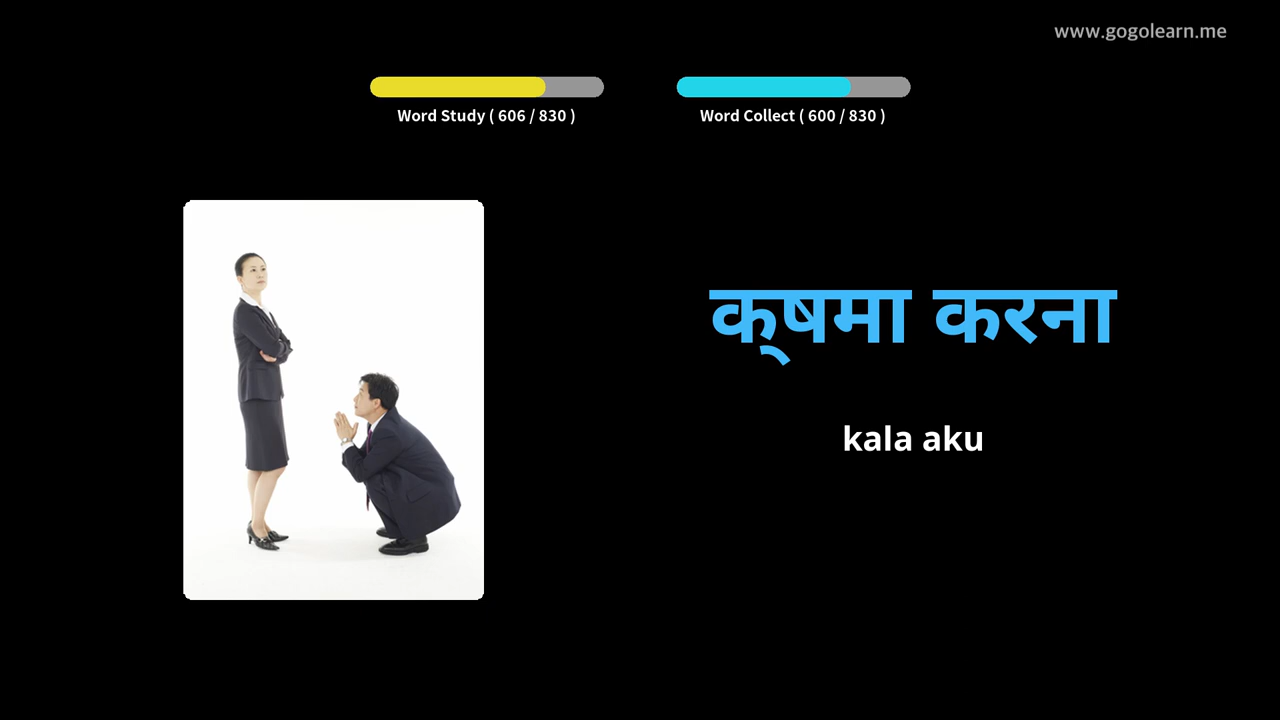 www.gogolearn.me
Word Study ( 606 / 830 )
Word Collect ( 600 / 830 )
क्‌षमा करना
kala aku